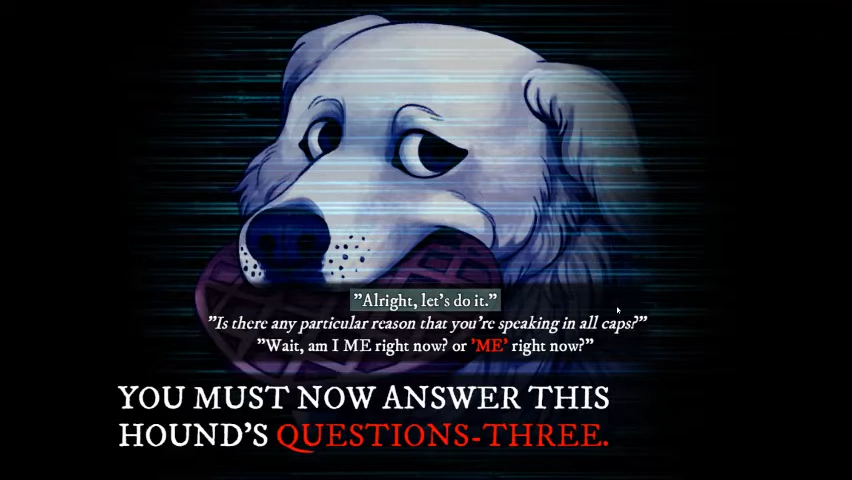 "Alright, let's do it."
"Is there any particular reason that you're speaking in all caps?"
"Wait, am I ME right now? or 'ME' right now?"
YOU MUST NOW ANSWER THIS
HOUND'S QUESTIONS-THREE.